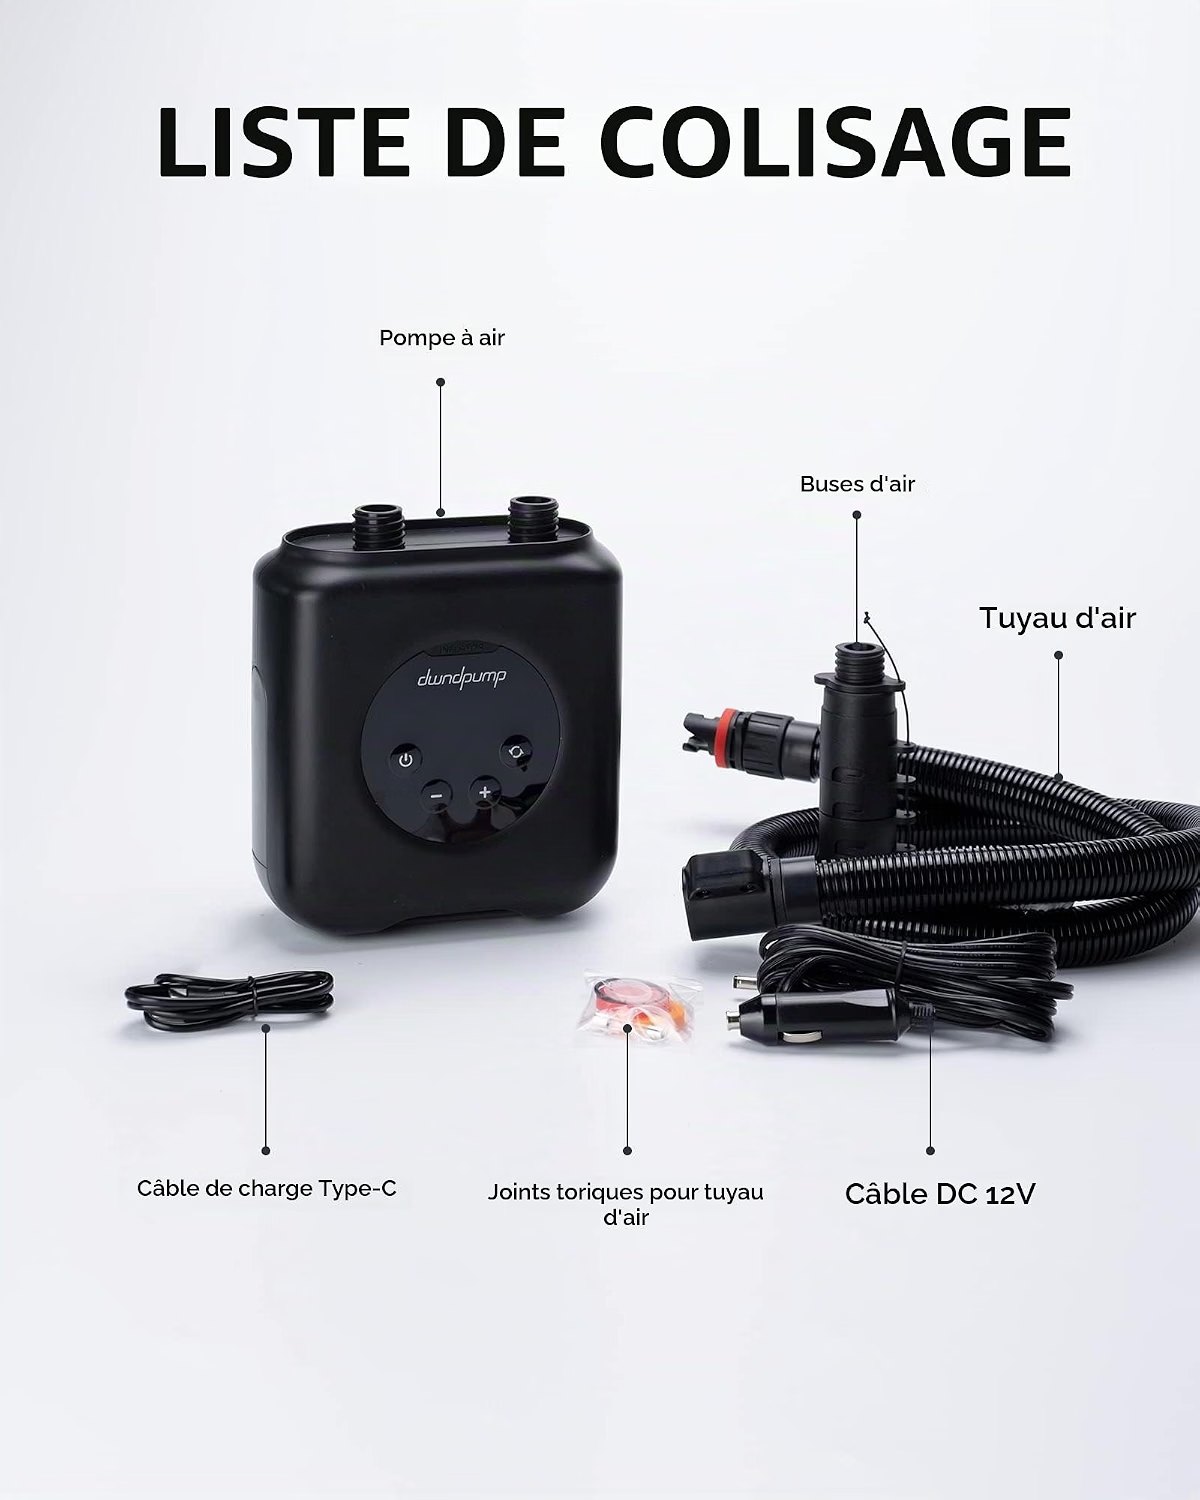 LISTE DE COLISAGE
Pompe à air
Buses d'air
Tuyau d'air
dwndpump
Câble de charge Type-C
Joints toriques pour tuyau
d'air
Câble DC 12V